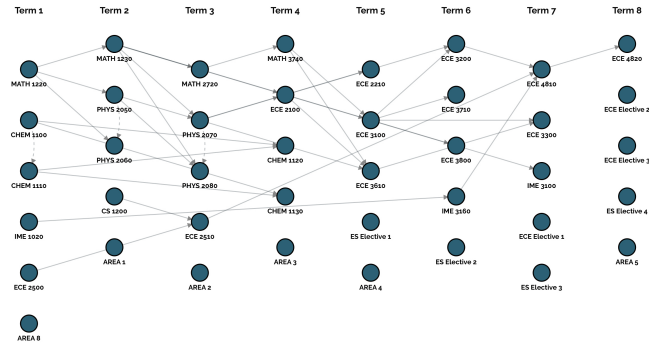 Term 1
Term 2
Term 3
Term 4
Term 5
Term 6
Term 7
Term 8
MATH 1220
CHEM 1100
CHEM 1110
IME 1020
ECE 2500
AREA 8
MATH 1230
PHYS 2050
PHYS 2060
CS 1200
AREA 1
MATH 2720
PHYS 2070
PHYS 2080
ECE 2510
AREA 2
MATH 3740
ECE 2100
CHEM 1120
CHEM 1130
AREA 3
ECE 2210
ECE 3100
ECE 3610
ES Elective 1
AREA 4
ECE 3200
ECE 3710
ECE 3800
IME 3160
ES Elective 2
ECE 4810
ECE 3300
IME 3100
ECE Elective 1
ES Elective 3
ECE 4820
ECE Elective 2
ECE Elective 3
ES Elective 4
AREA 5